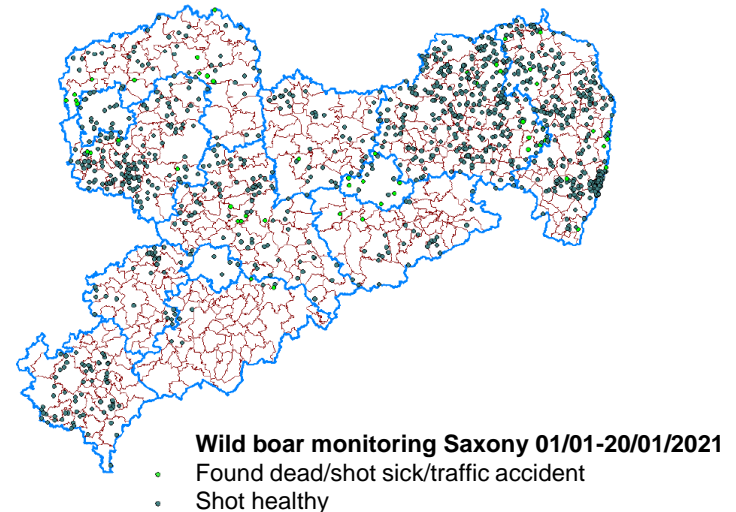 Wild boar monitoring Saxony 01/01-20/01/2021
Found dead/shot sick/traffic accident
Shot healthy